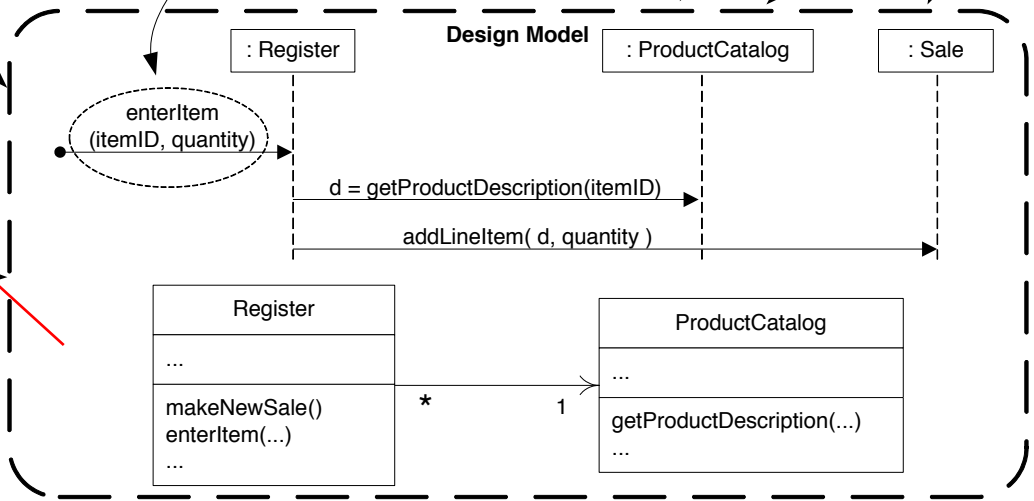 Design Model
: Register
: ProductCatalog
: Sale
enterItem
(itemID, quantity)
d = getProductDescription(itemID)
addLineItem( d, quantity )
Register
...
makeNewSale()
enterItem(...)
...
*
1
ProductCatalog
...
getProductDescription(...)
...